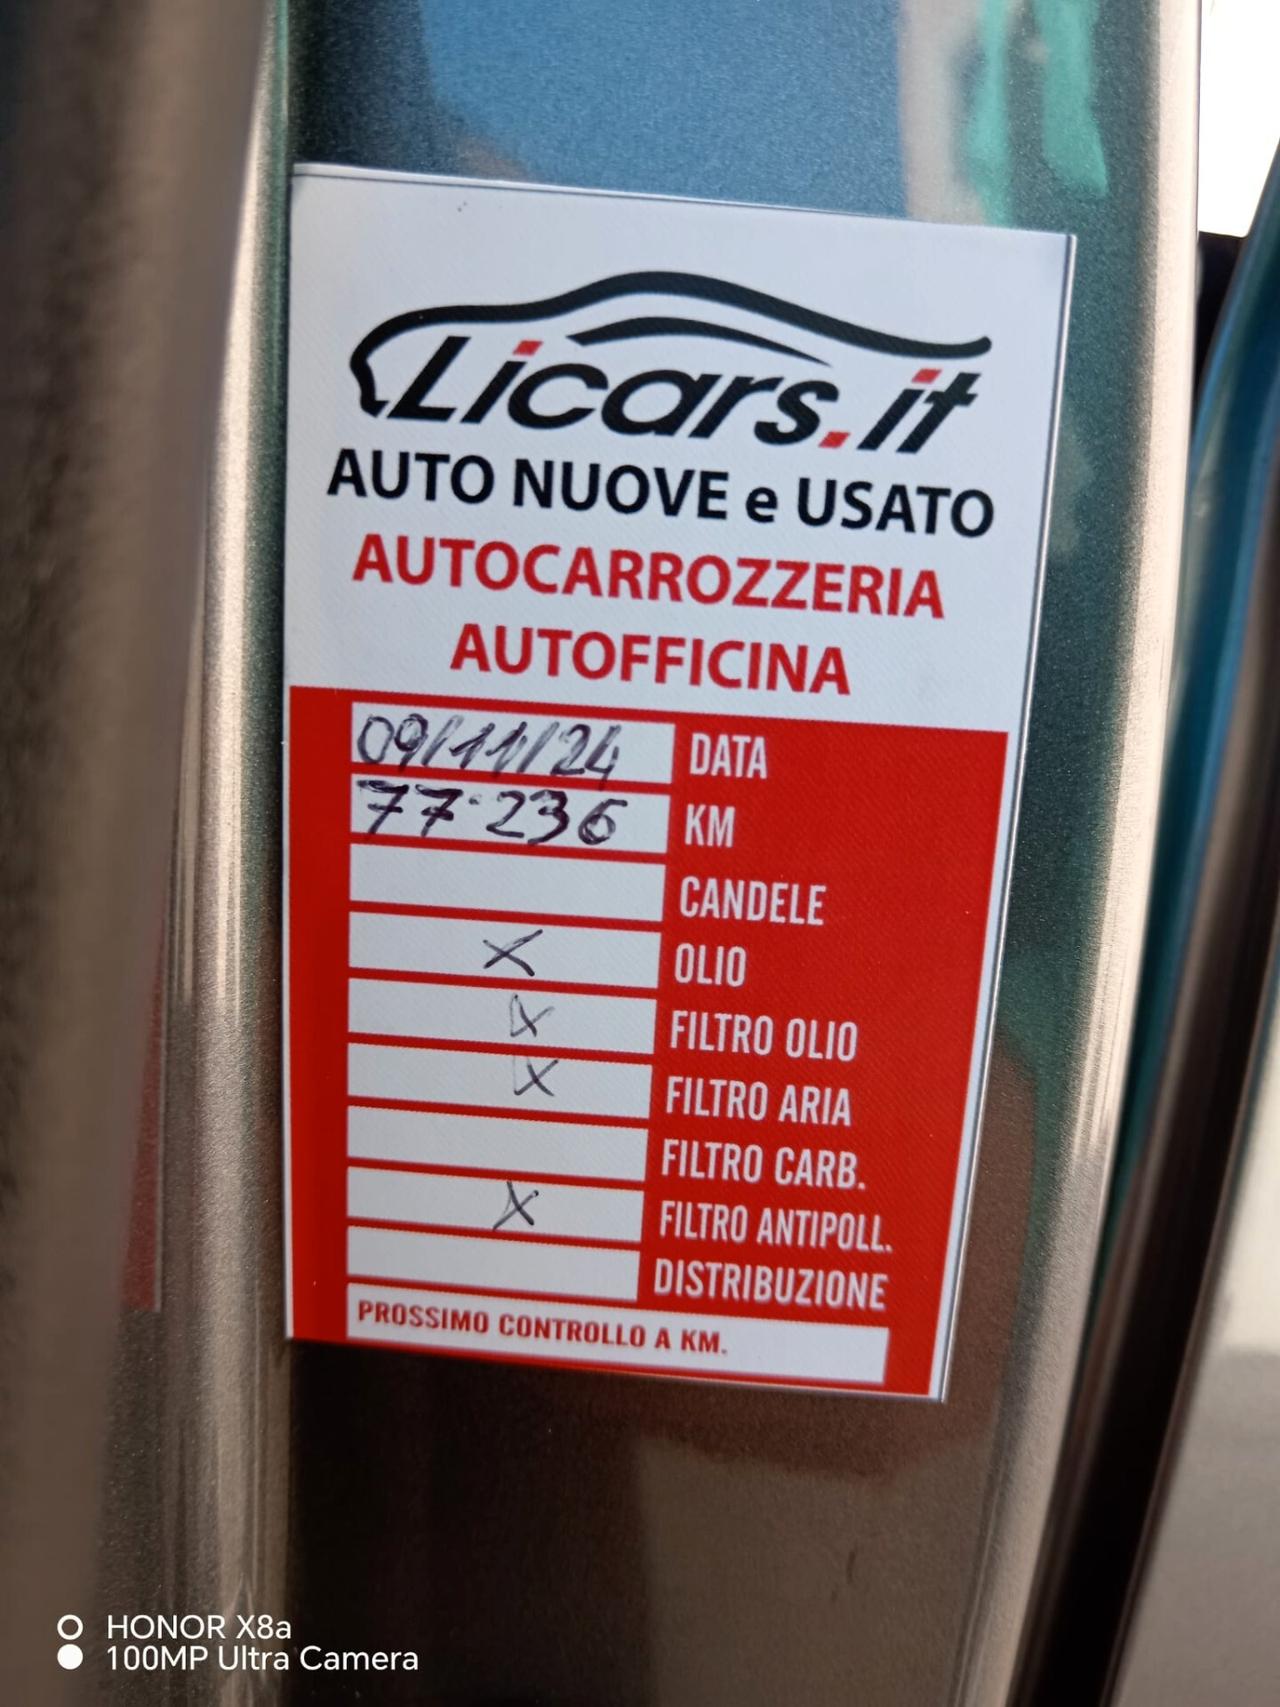 Licars.it
AUTO NUOVE e USATO
AUTOCARROZZERIA
AUTOFFICINA
09/11/24 DATA
77.236 KM
CANDELE
X OLIO
X FILTRO OLIO
X FILTRO ARIA
FILTRO CARB.
X FILTRO ANTIPOLL.
DISTRIBUZIONE
PROSSIMO CONTROLLO A KM.
HONOR X8a
100MP Ultra Camera